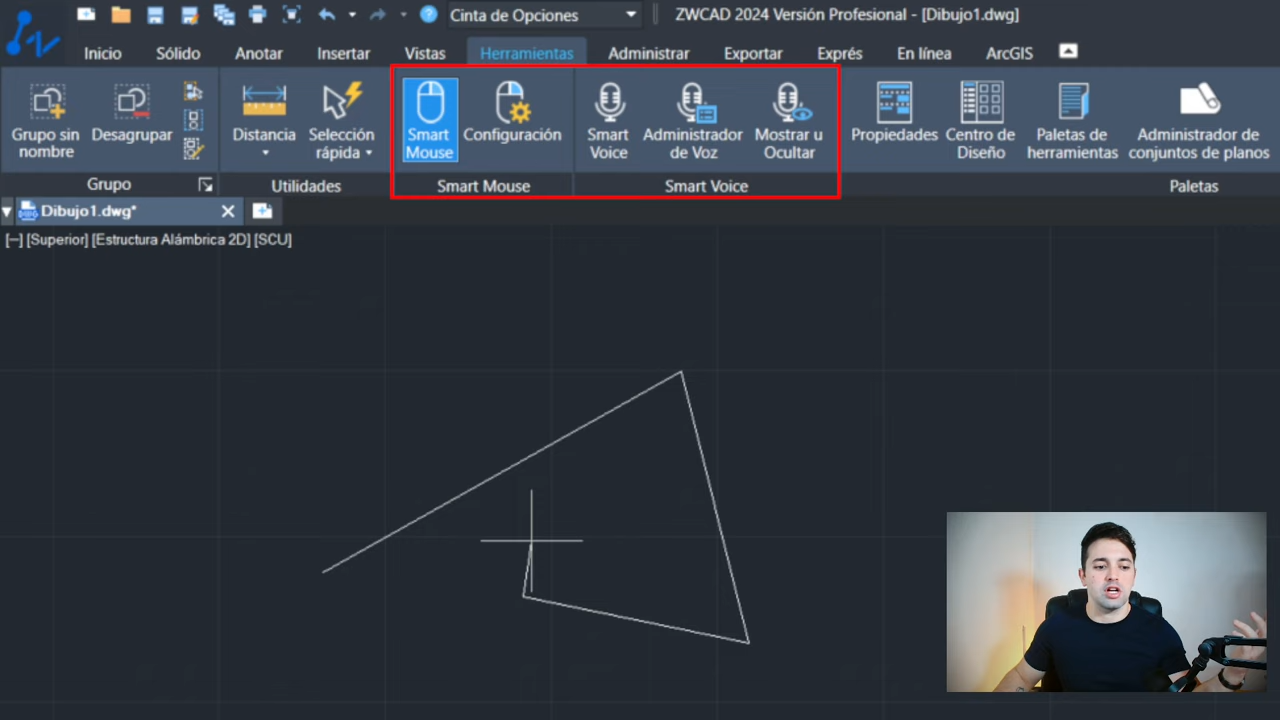 Cinta de Opciones
ZWCAD 2024 Versión Profesional - [Dibujo1.dwg]
Inicio Sólido Anotar Insertar Vistas Herramientas Administrar Exportar Exprés En línea ArcGIS
Grupo sin nombre
Desagrupar
Distancia
Selección rápida
Smart Mouse
Configuración
Smart Voice
Administrador de Voz
Mostrar u Ocultar
Propiedades
Centro de Diseño
Paletas de herramientas
Administrador de conjuntos de planos
Grupo
Utilidades
Smart Mouse
Smart Voice
Paletas
Dibujo1.dwg*
[–] [Superior] [Estructura Alámbrica 2D] [SCU]